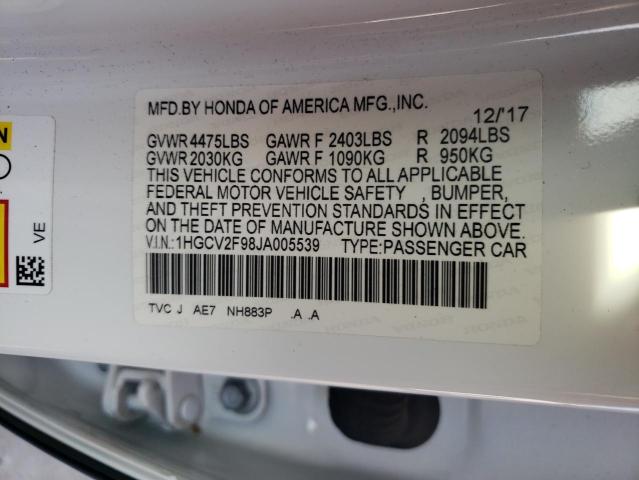 MFD.BY HONDA OF AMERICA MFG.,INC.
12/'17
GVWR 4475LBS GAWR F 2403LBS R 2094LBS
GVWR 2030KG GAWR F 1090KG R 950KG
THIS VEHICLE CONFORMS TO ALL APPLICABLE
FEDERAL MOTOR VEHICLE SAFETY , BUMPER,
AND THEFT PREVENTION STANDARDS IN EFFECT
ON THE DATE OF MANUFACTURE SHOWN ABOVE.
V.I.N.:1HGCV2F98JA005539 TYPE:PASSENGER CAR
TVC J AE7 NH883P .A .A
VE